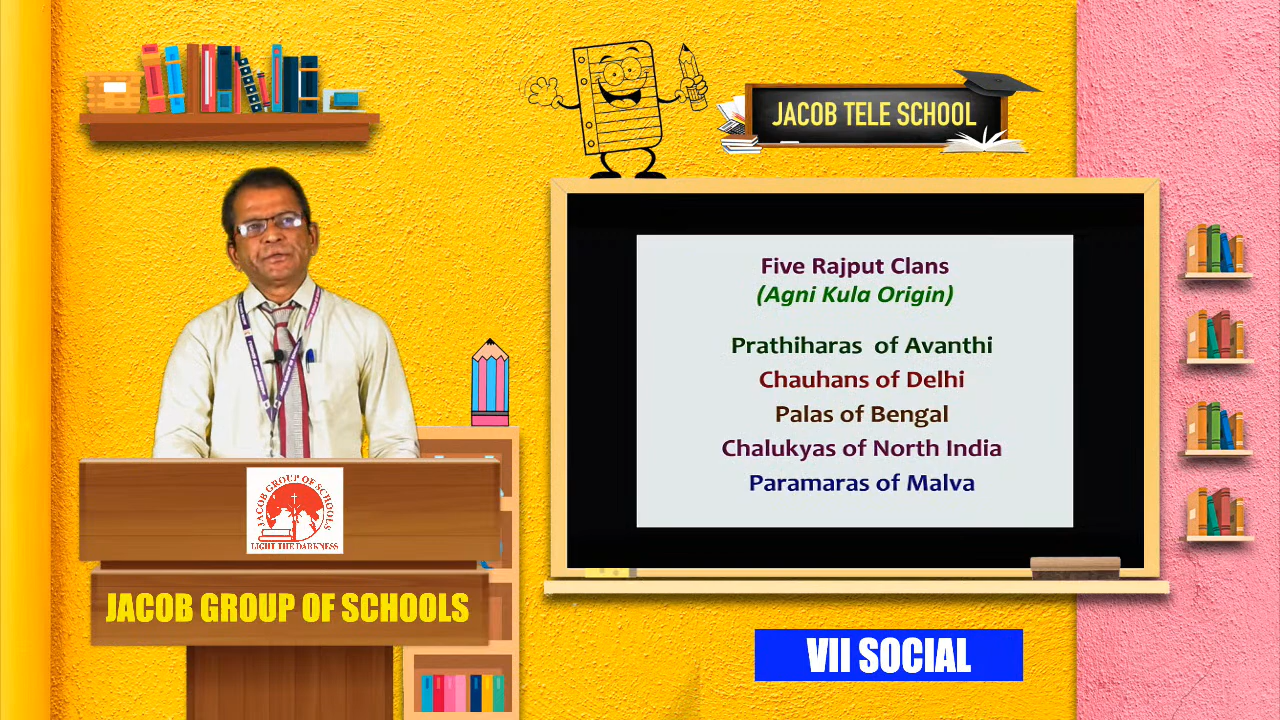 JACOB TELE SCHOOL
Five Rajput Clans
(Agni Kula Origin)
Prathiharas of Avanthi
Chauhans of Delhi
Palas of Bengal
Chalukyas of North India
Paramaras of Malva
JACOB GROUP OF SCHOOLS
LIGHT THE DARKNESS
JACOB GROUP OF SCHOOLS
VII SOCIAL